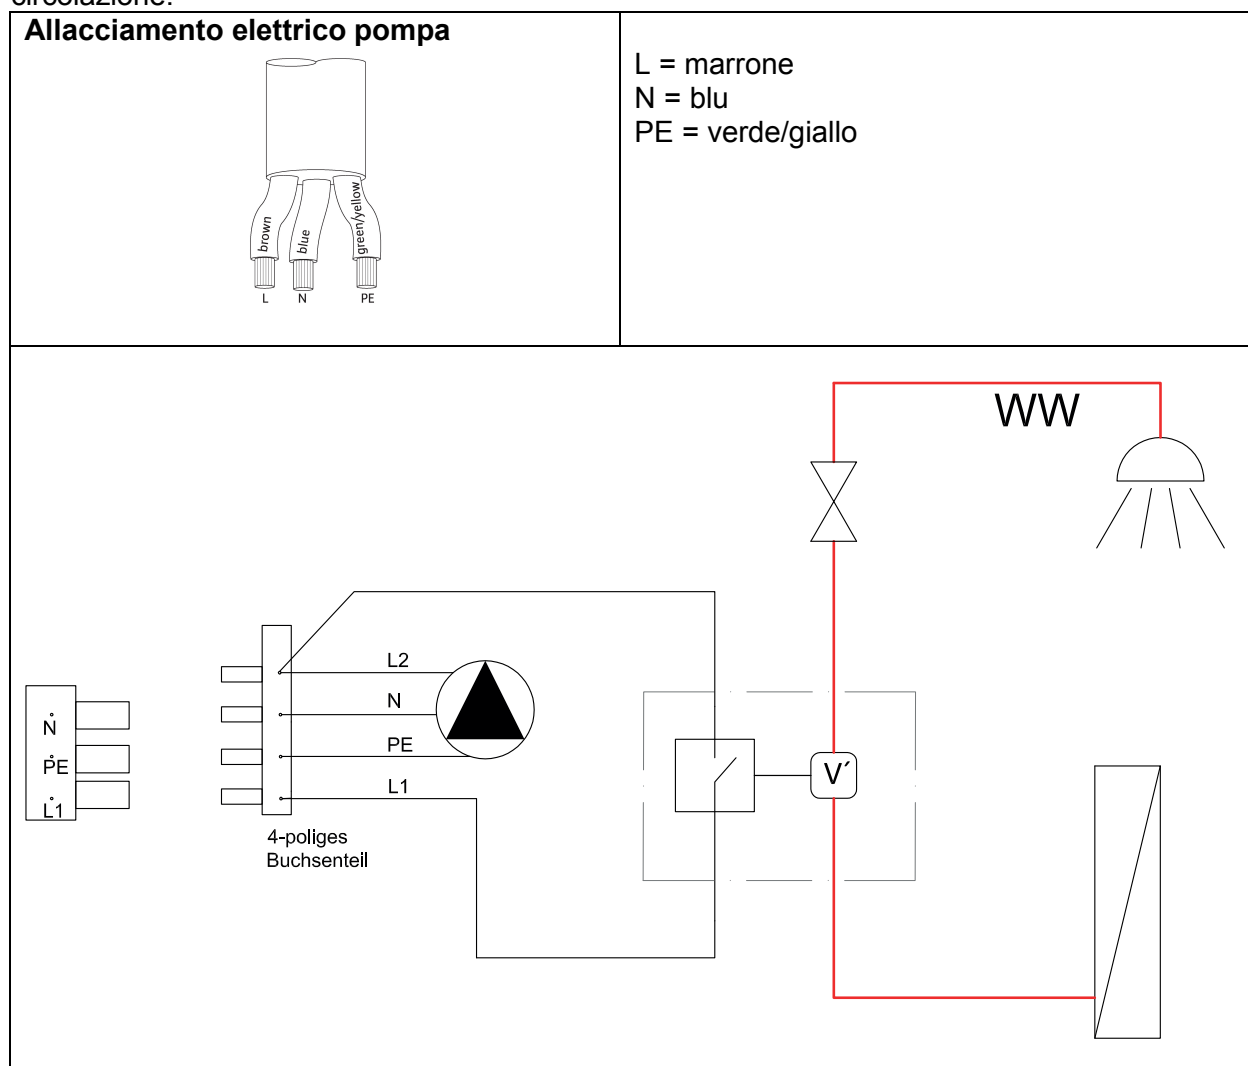 circolazione.
Allacciamento elettrico pompa
L = marrone
N = blu
PE = verde/giallo
brown
blue
green/yellow
L
N
PE
WW
L2
N
PE
L1
N
PE
L1
V´
4-poliges
Buchsenteil